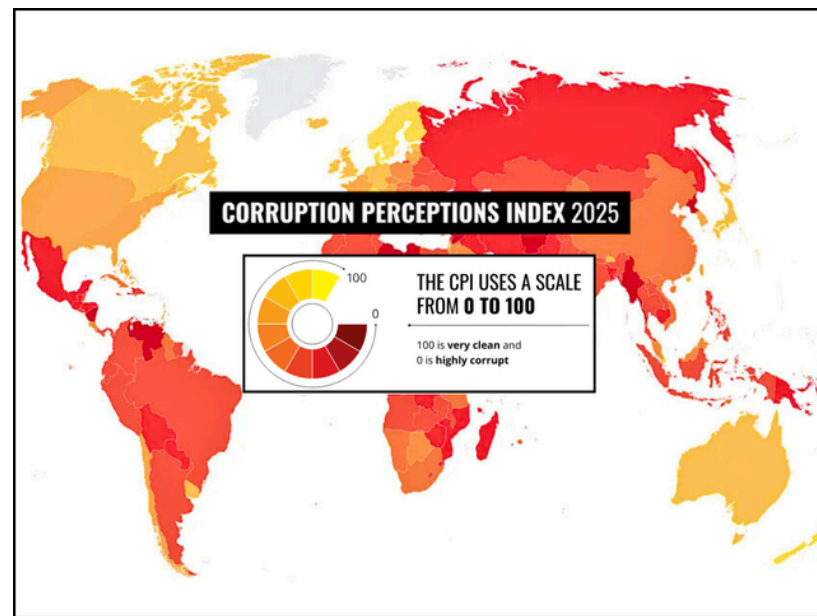 CORRUPTION PERCEPTIONS INDEX 2025
100
0
THE CPI USES A SCALE
FROM 0 TO 100
100 is very clean and
0 is highly corrupt